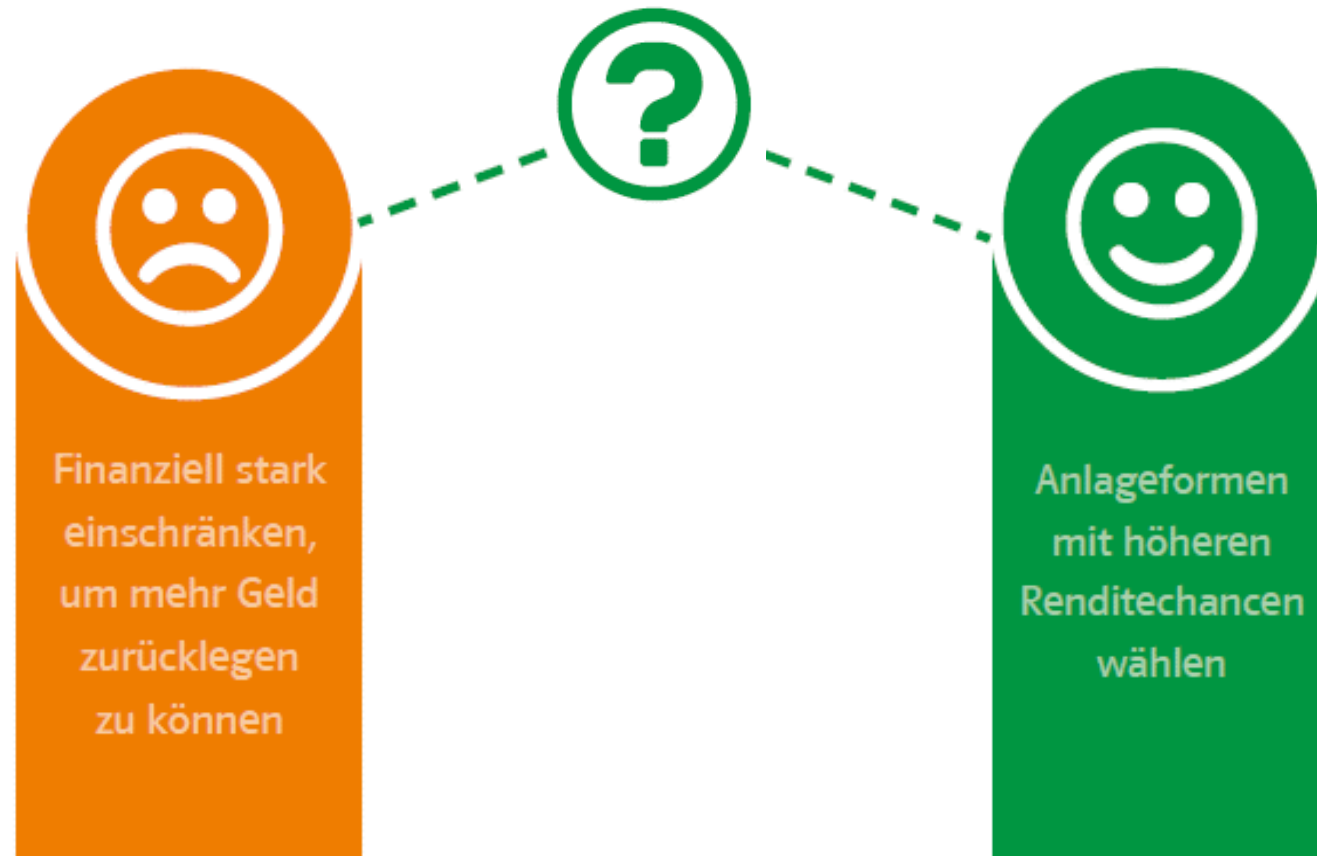 ?
Finanziell stark
einschränken,
um mehr Geld
zurücklegen
zu können
Anlageformen
mit höheren
Renditechancen
wählen